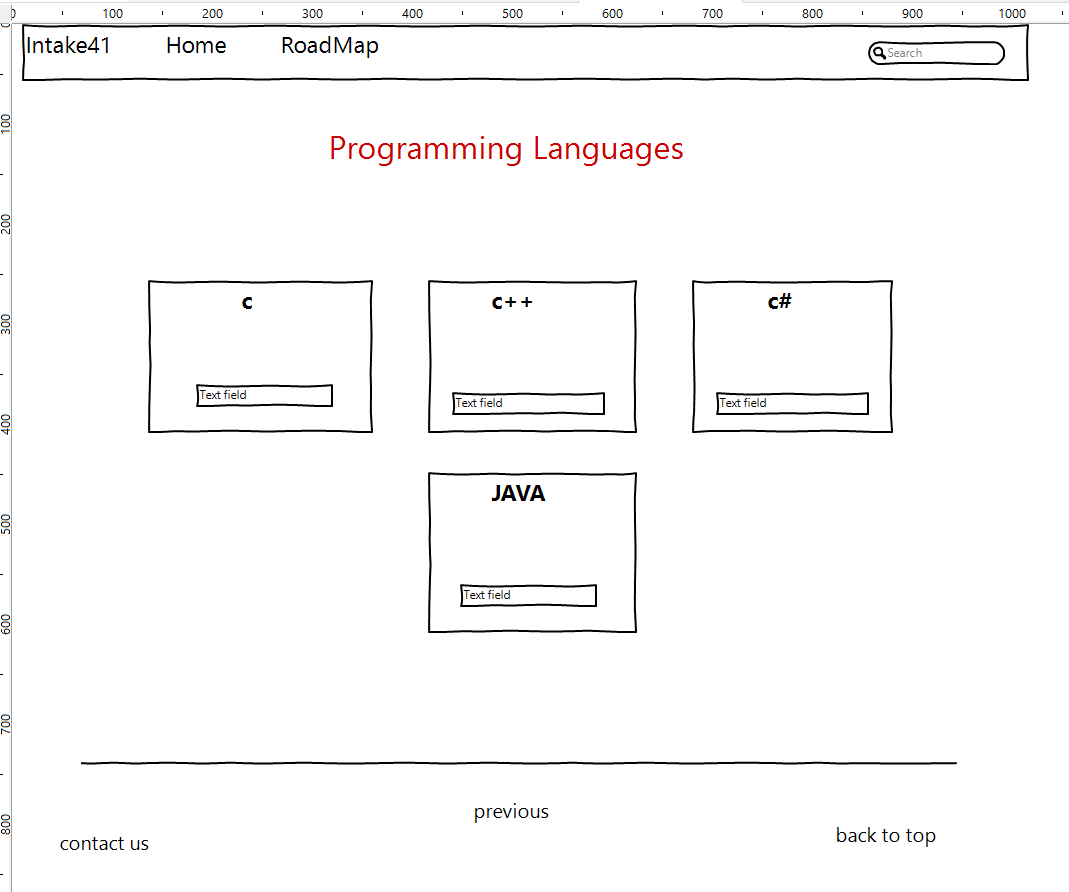 0 100 200 300 400 500 600 700 800 900 1000
Intake41 Home RoadMap Search
0
100
Programming Languages
200
300
c c++ c#
Text field Text field Text field
400
JAVA
500
Text field
600
700
previous
800
back to top
contact us